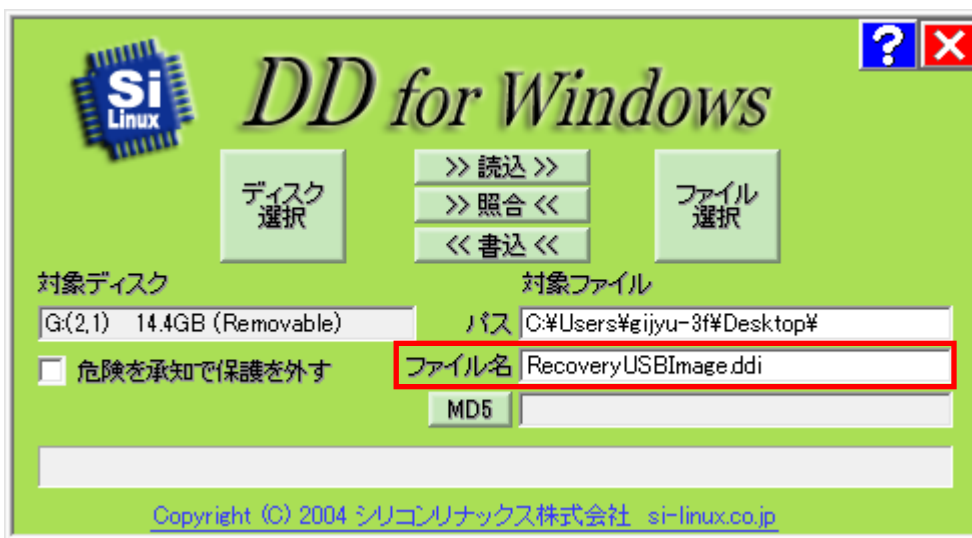 ?
Si
Linux
DD for Windows
ディスク
選択
>> 読込 >>
>> 照合 <<
<< 書込 <<
ファイル
選択
対象ディスク
対象ファイル
G:(2,1) 14.4GB (Removable)
パス C:¥Users¥gijyu-3f¥Desktop¥
危険を承知で保護を外す
ファイル名 RecoveryUSBImage.ddi
MD5
Copyright (C) 2004 シリコンリナックス株式会社 si-linux.co.jp